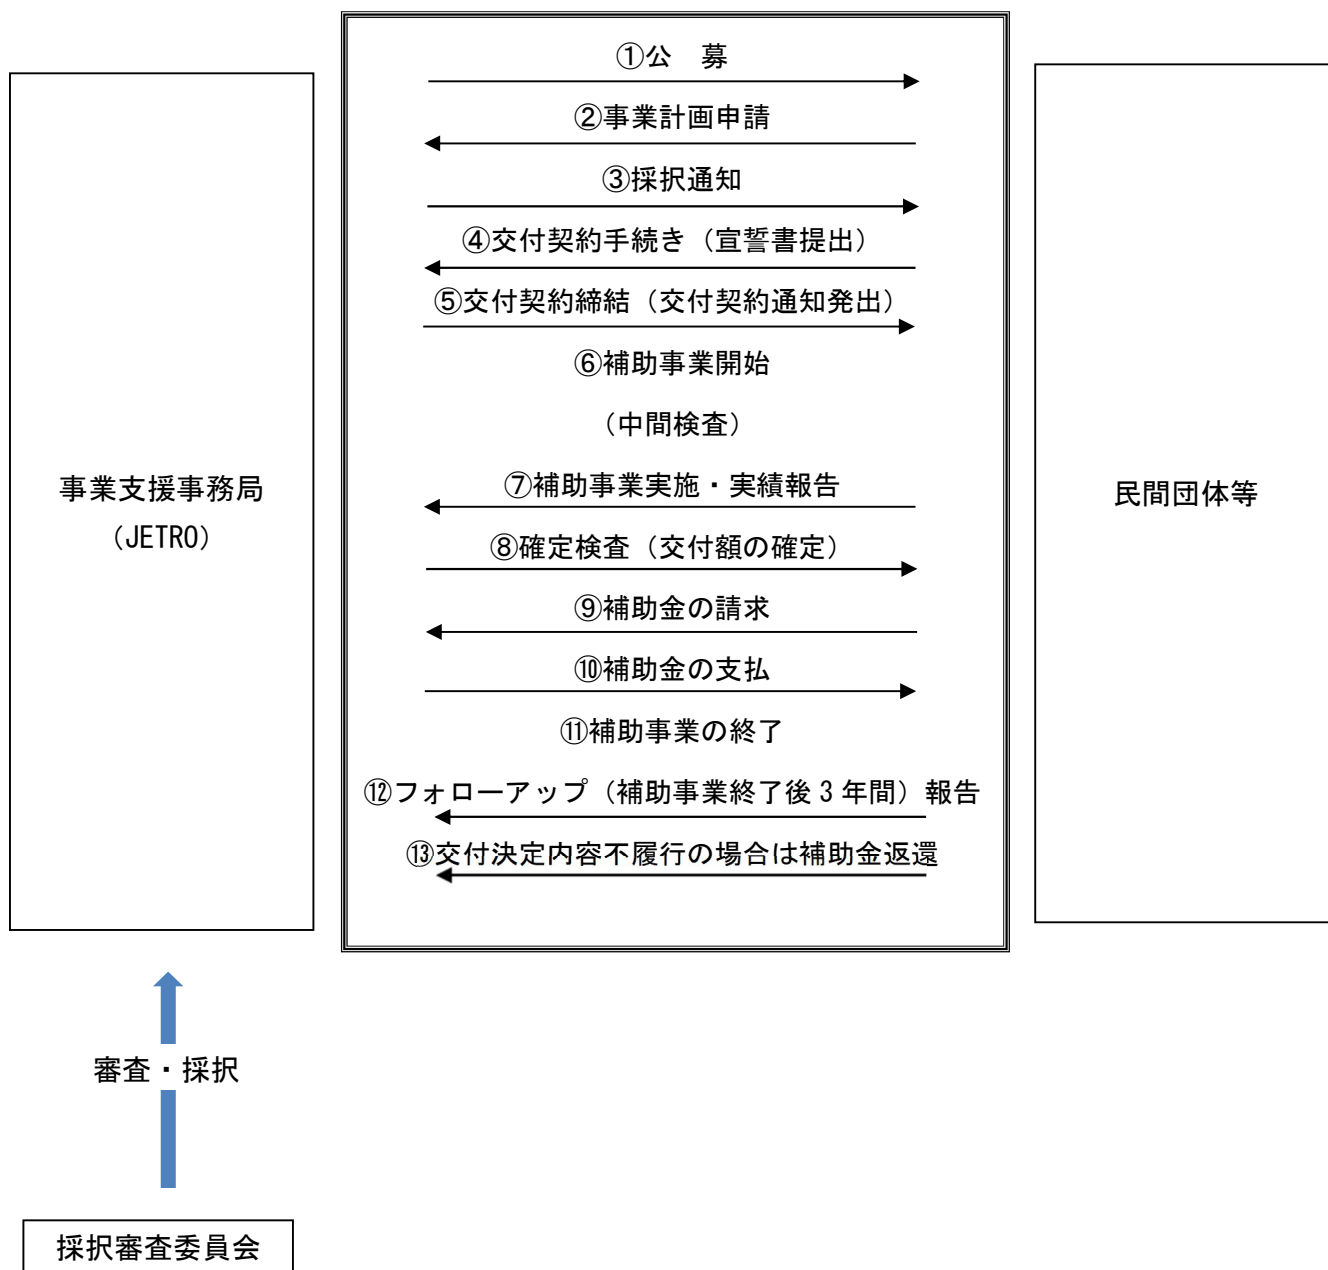 ①公　募
②事業計画申請
③採択通知
④交付契約手続き（宣誓書提出）
⑤交付契約締結（交付契約通知発出）
⑥補助事業開始
（中間検査）
⑦補助事業実施・実績報告
⑧確定検査（交付額の確定）
⑨補助金の請求
⑩補助金の支払
⑪補助事業の終了
⑫フォローアップ（補助事業終了後 3 年間）報告
⑬交付決定内容不履行の場合は補助金返還
事業支援事務局
（JETRO）
民間団体等
審査・採択
採択審査委員会